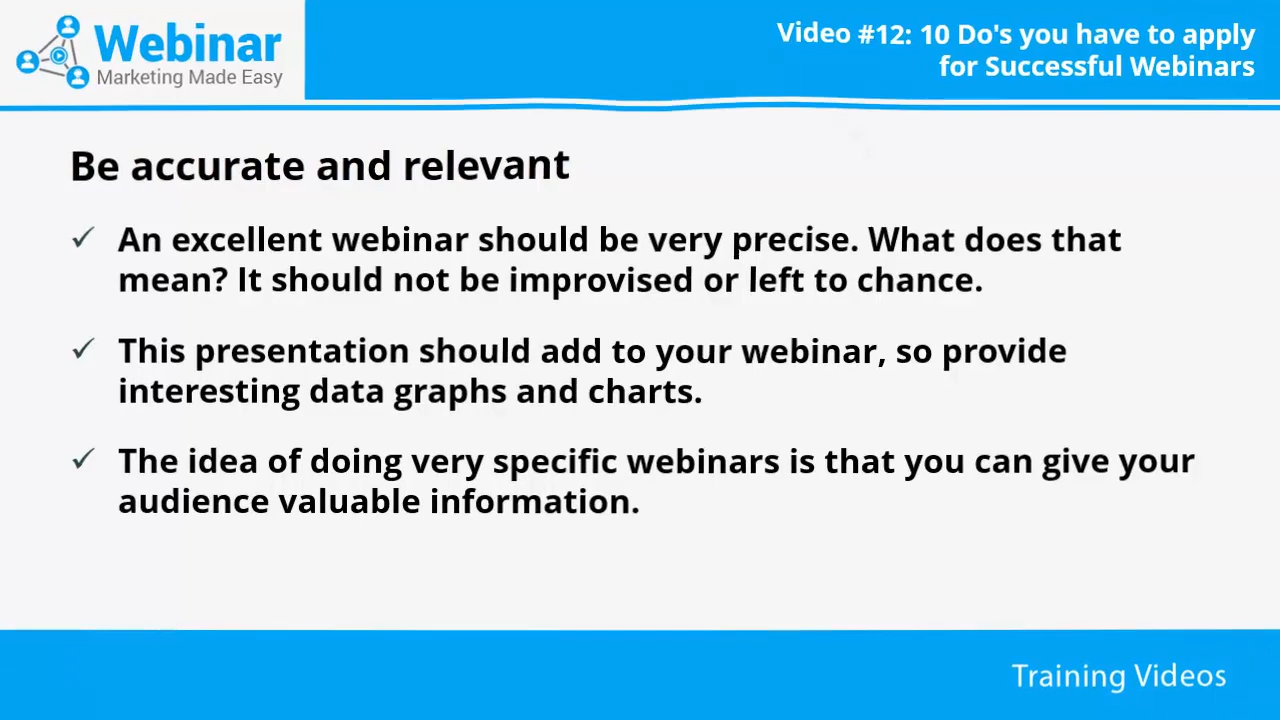 Webinar
Marketing Made Easy
Video #12: 10 Do's you have to apply
for Successful Webinars
Be accurate and relevant
✓ An excellent webinar should be very precise. What does that
mean? It should not be improvised or left to chance.
✓ This presentation should add to your webinar, so provide
interesting data graphs and charts.
✓ The idea of doing very specific webinars is that you can give your
audience valuable information.
Training Videos